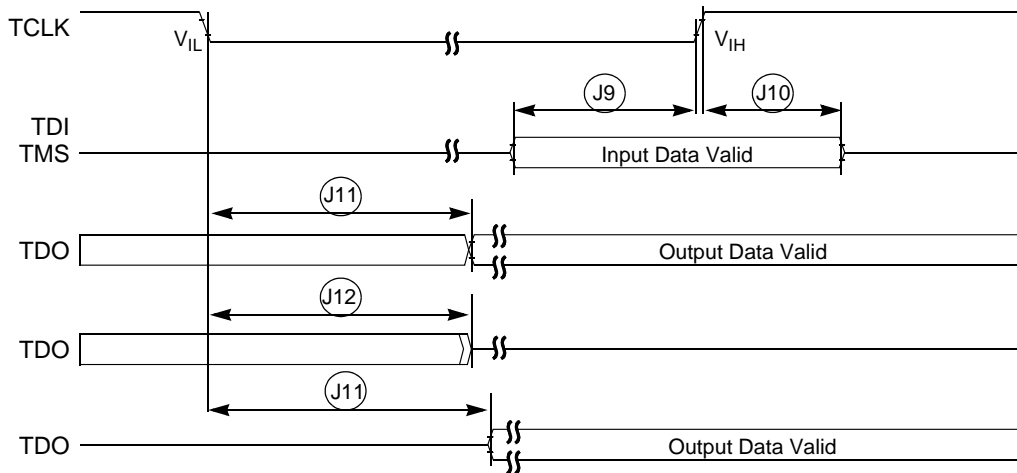 TCLK
VIL
VIH
J9
J10
TDI
TMS
Input Data Valid
J11
TDO
Output Data Valid
J12
TDO
J11
TDO
Output Data Valid